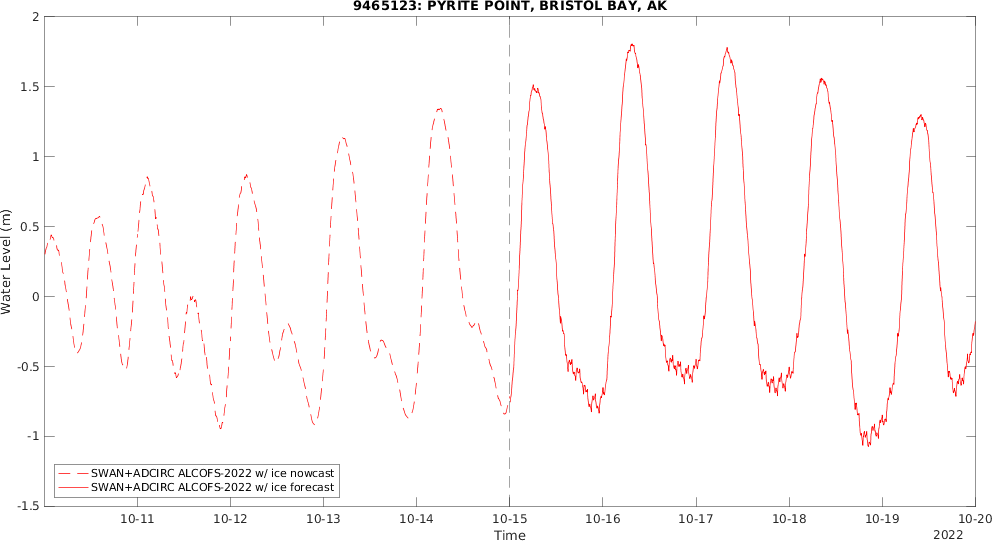 9465123: PYRITE POINT, BRISTOL BAY, AK
2
1.5
1
0.5
0
-0.5
-1
-1.5
Water Level (m)
SWAN+ADCIRC ALCOFS-2022 w/ ice nowcast
SWAN+ADCIRC ALCOFS-2022 w/ ice forecast
10-11 10-12 10-13 10-14 10-15 10-16 10-17 10-18 10-19 10-20
Time
2022